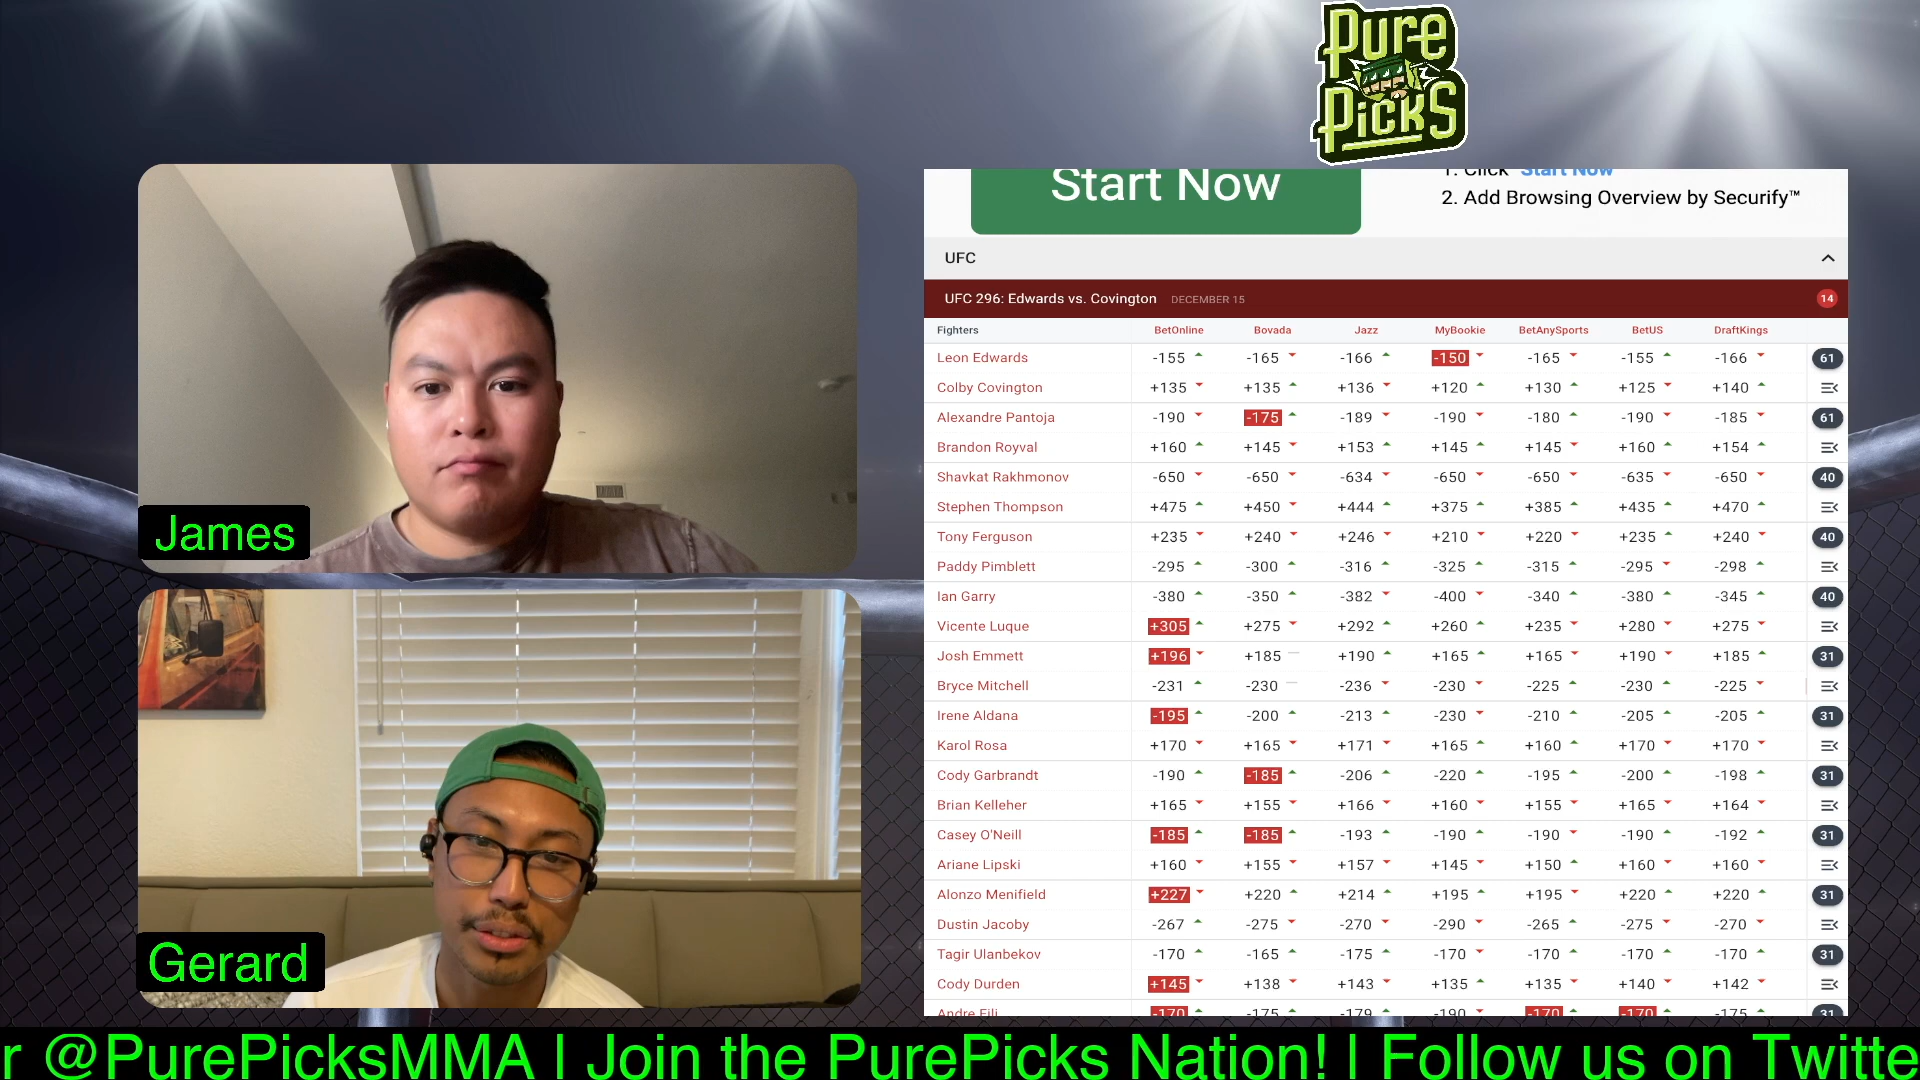 Pure
Picks
James
Gerard
Start Now
1. Click "Start Now"
2. Add Browsing Overview by Securify™
UFC
UFC 296: Edwards vs. Covington DECEMBER 15 14
Fighters BetOnline Bovada Jazz MyBookie BetAnySports BetUS DraftKings
Leon Edwards -155 -165 -166 -150 -165 -155 -166 61
Colby Covington +135 +135 +136 +120 +130 +125 +140
Alexandre Pantoja -190 -175 -189 -190 -180 -190 -185 61
Brandon Royval +160 +145 +153 +145 +145 +160 +154
Shavkat Rakhmonov -650 -650 -634 -650 -650 -635 -650 40
Stephen Thompson +475 +450 +444 +375 +385 +435 +470
Tony Ferguson +235 +240 +246 +210 +220 +235 +240 40
Paddy Pimblett -295 -300 -316 -325 -315 -295 -298
Ian Garry -380 -350 -382 -400 -340 -380 -345 40
Vicente Luque +305 +275 +292 +260 +235 +280 +275
Josh Emmett +196 +185 +190 +165 +165 +190 +185 31
Bryce Mitchell -231 -230 -236 -230 -225 -230 -225
Irene Aldana -195 -200 -213 -230 -210 -205 -205 31
Karol Rosa +170 +165 +171 +165 +160 +170 +170
Cody Garbrandt -190 -185 -206 -220 -195 -200 -198 31
Brian Kelleher +165 +155 +166 +160 +155 +165 +164
Casey O'Neill -185 -185 -193 -190 -190 -190 -192 31
Ariane Lipski +160 +155 +157 +145 +150 +160 +160
Alonzo Menifield +227 +220 +214 +195 +195 +220 +220 31
Dustin Jacoby -267 -275 -270 -290 -265 -275 -270
Tagir Ulanbekov -170 -165 -175 -170 -170 -170 -170 31
Cody Durden +145 +138 +143 +135 +135 +140 +142
Andre Fili -170 -175 -179 -190 -170 -170 -175 31
r @PurePicksMMA | Join the PurePicks Nation! | Follow us on Twitte